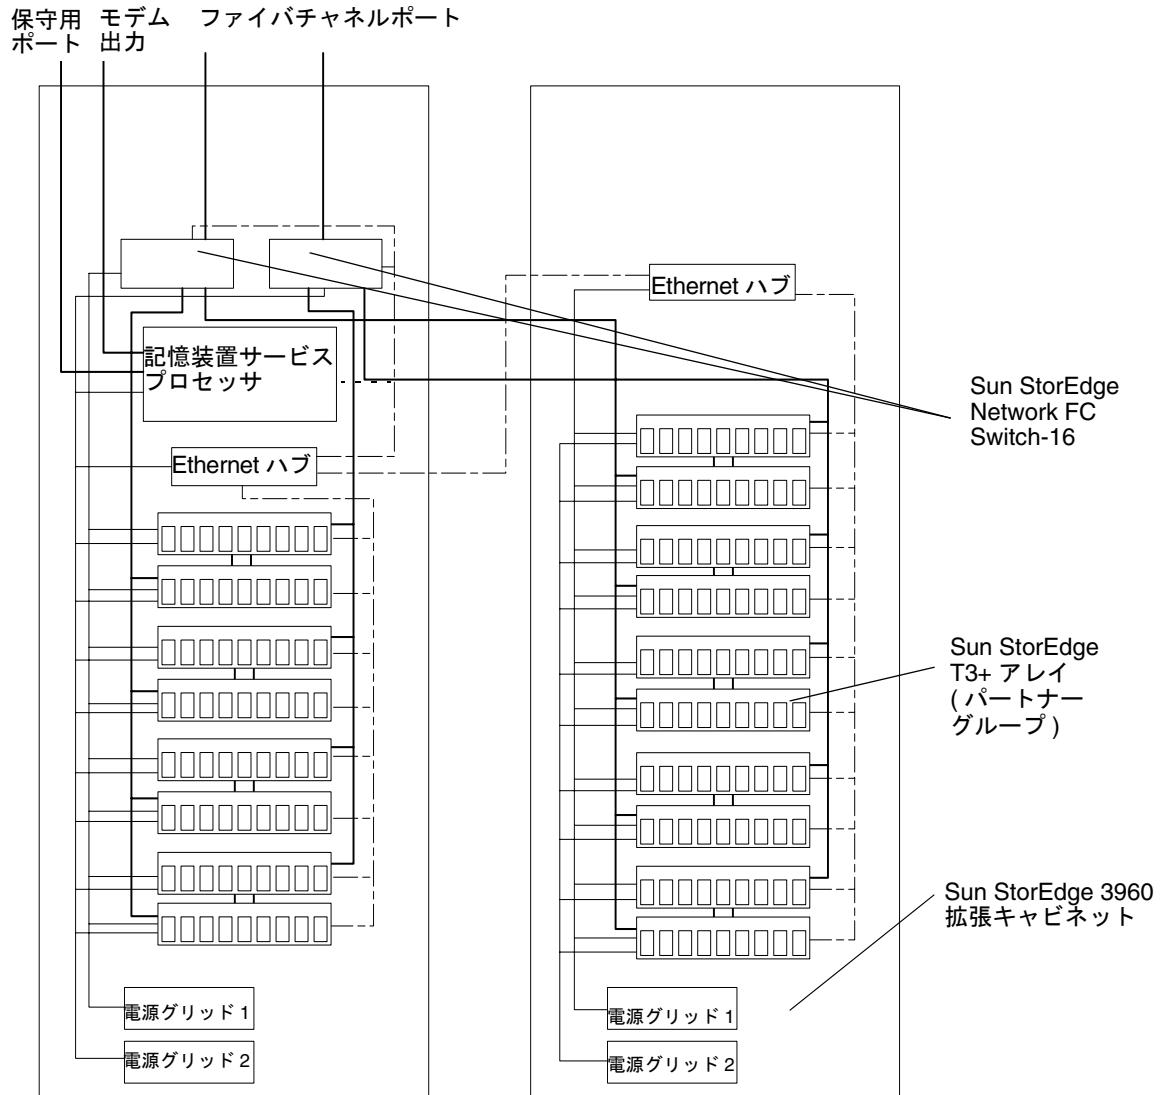 保守用
ポート
モデム
出力
ファイバチャネルポート
Ethernet ハブ
記憶装置サービス
プロセッサ
Sun StorEdge
Network FC
Switch-16
Ethernet ハブ
Sun StorEdge
T3+ アレイ
( パートナー
グループ )
Sun StorEdge 3960
拡張キャビネット
電源グリッド 1
電源グリッド 2
電源グリッド 1
電源グリッド 2